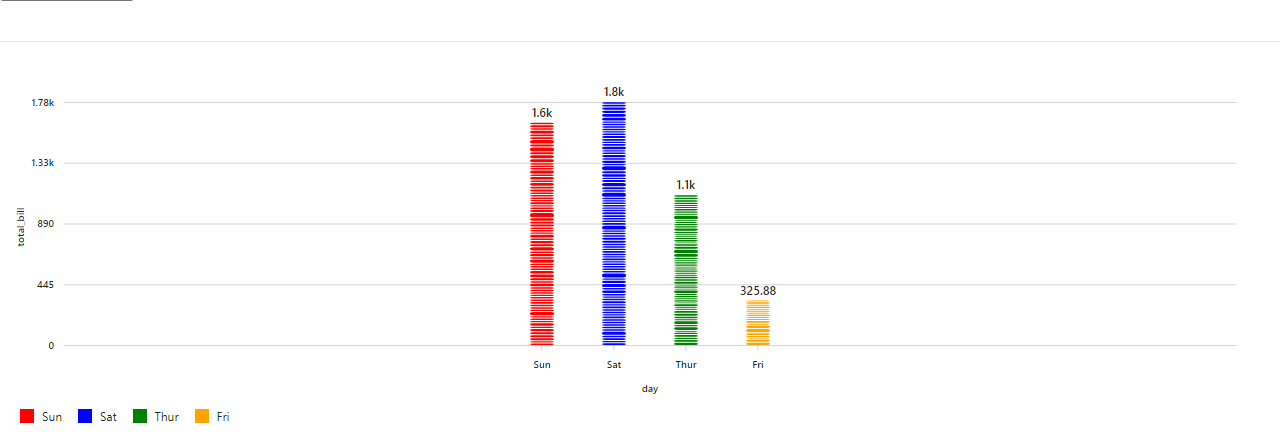 1.8k
1.78k
1.6k
1.33k
1.1k
890
total_bill
445
325.88
0
Sun Sat Thur Fri
day
Sun Sat Thur Fri